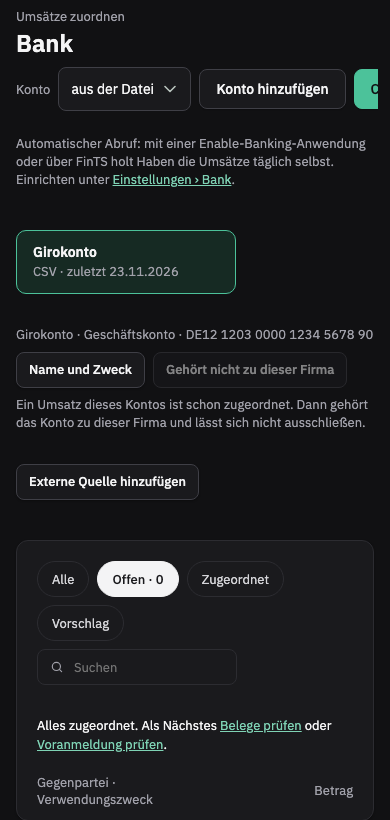 Umsätze zuordnen
Bank
Konto aus der Datei Konto hinzufügen
Automatischer Abruf: mit einer Enable-Banking-Anwendung
oder über FinTS holt Haben die Umsätze täglich selbst.
Einrichten unter Einstellungen › Bank.
Girokonto
CSV · zuletzt 23.11.2026
Girokonto · Geschäftskonto · DE12 1203 0000 1234 5678 90
Name und Zweck Gehört nicht zu dieser Firma
Ein Umsatz dieses Kontos ist schon zugeordnet. Dann gehört
das Konto zu dieser Firma und lässt sich nicht ausschließen.
Externe Quelle hinzufügen
Alle Offen · 0 Zugeordnet
Vorschlag
Suchen
Alles zugeordnet. Als Nächstes Belege prüfen oder
Voranmeldung prüfen.
Gegenpartei ·
Verwendungszweck Betrag